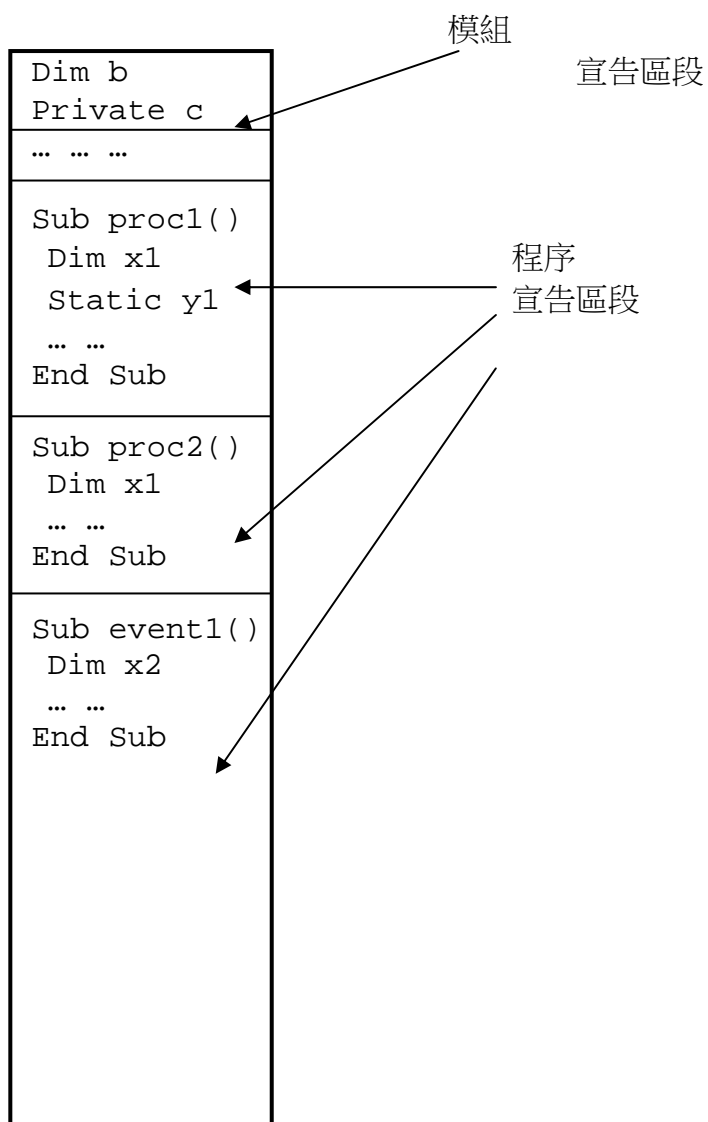 模組
宣告區段
Dim b
Private c
… … …
Sub proc1()
Dim x1
Static y1
… …
End Sub
程序
宣告區段
Sub proc2()
Dim x1
… …
End Sub
Sub event1()
Dim x2
… …
End Sub